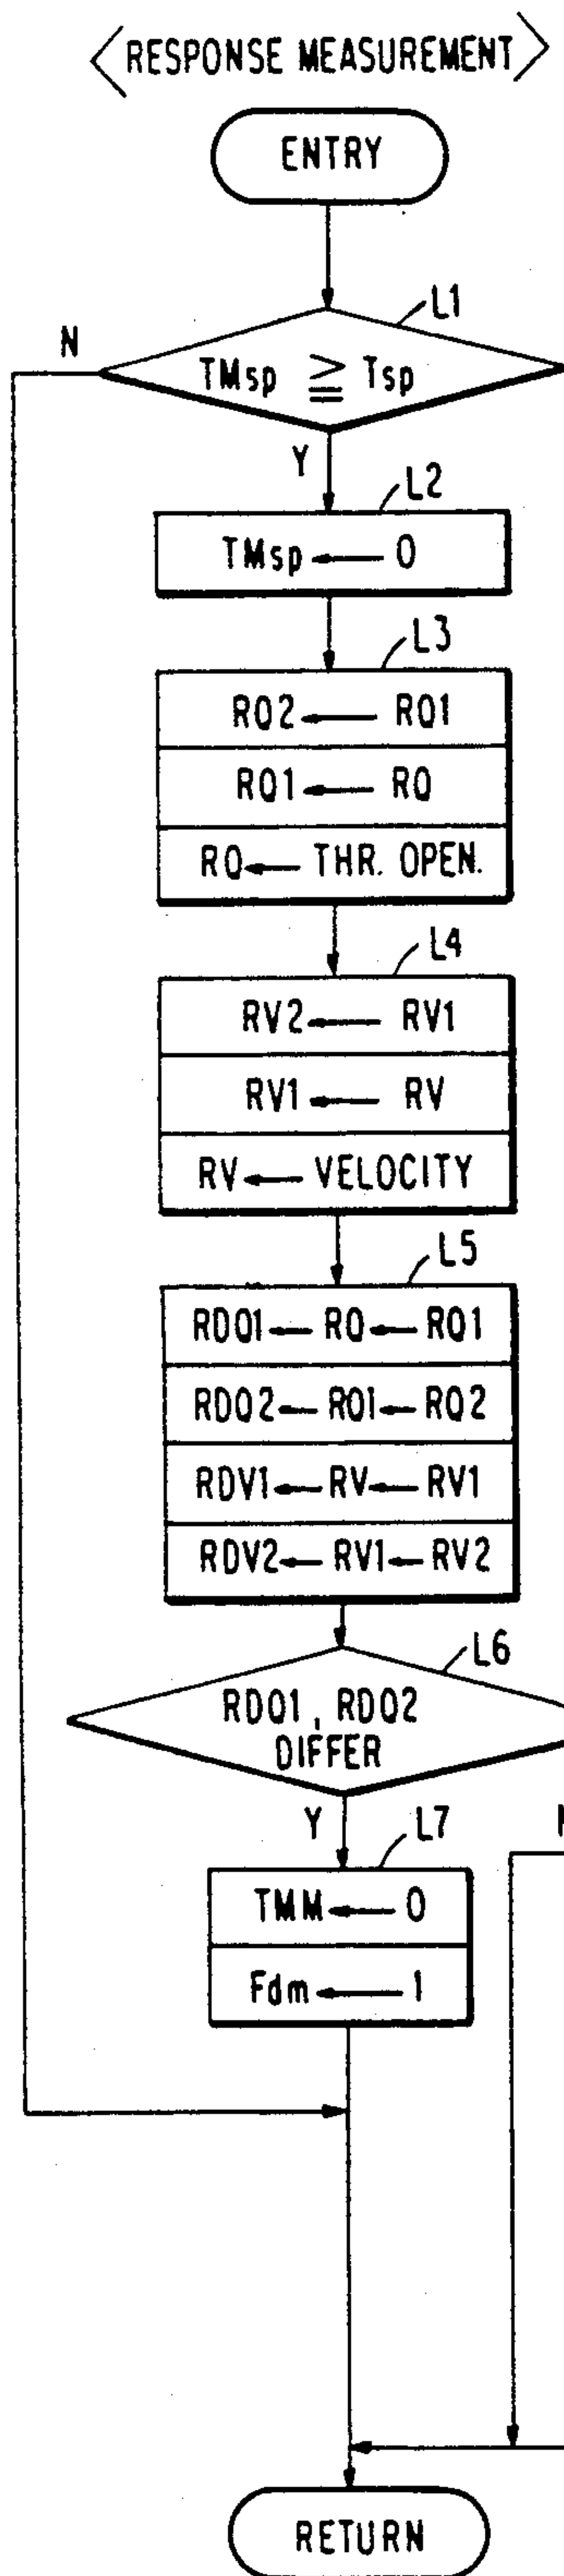 <RESPONSE MEASUREMENT>
ENTRY
L1
N
TMsp ≧ Tsp
Y
L2
TMsp ← 0
L3
RO2 ← RO1
RO1 ← RO
RO ← THR. OPEN.
L4
RV2 ← RV1
RV1 ← RV
RV ← VELOCITY
L5
RDO1 ← RO ← RO1
RDO2 ← RO1 ← RO2
RDV1 ← RV ← RV1
RDV2 ← RV1 ← RV2
L6
RDO1, RDO2
DIFFER
Y
L7
TMM ← 0
Fdm ← 1
RETURN